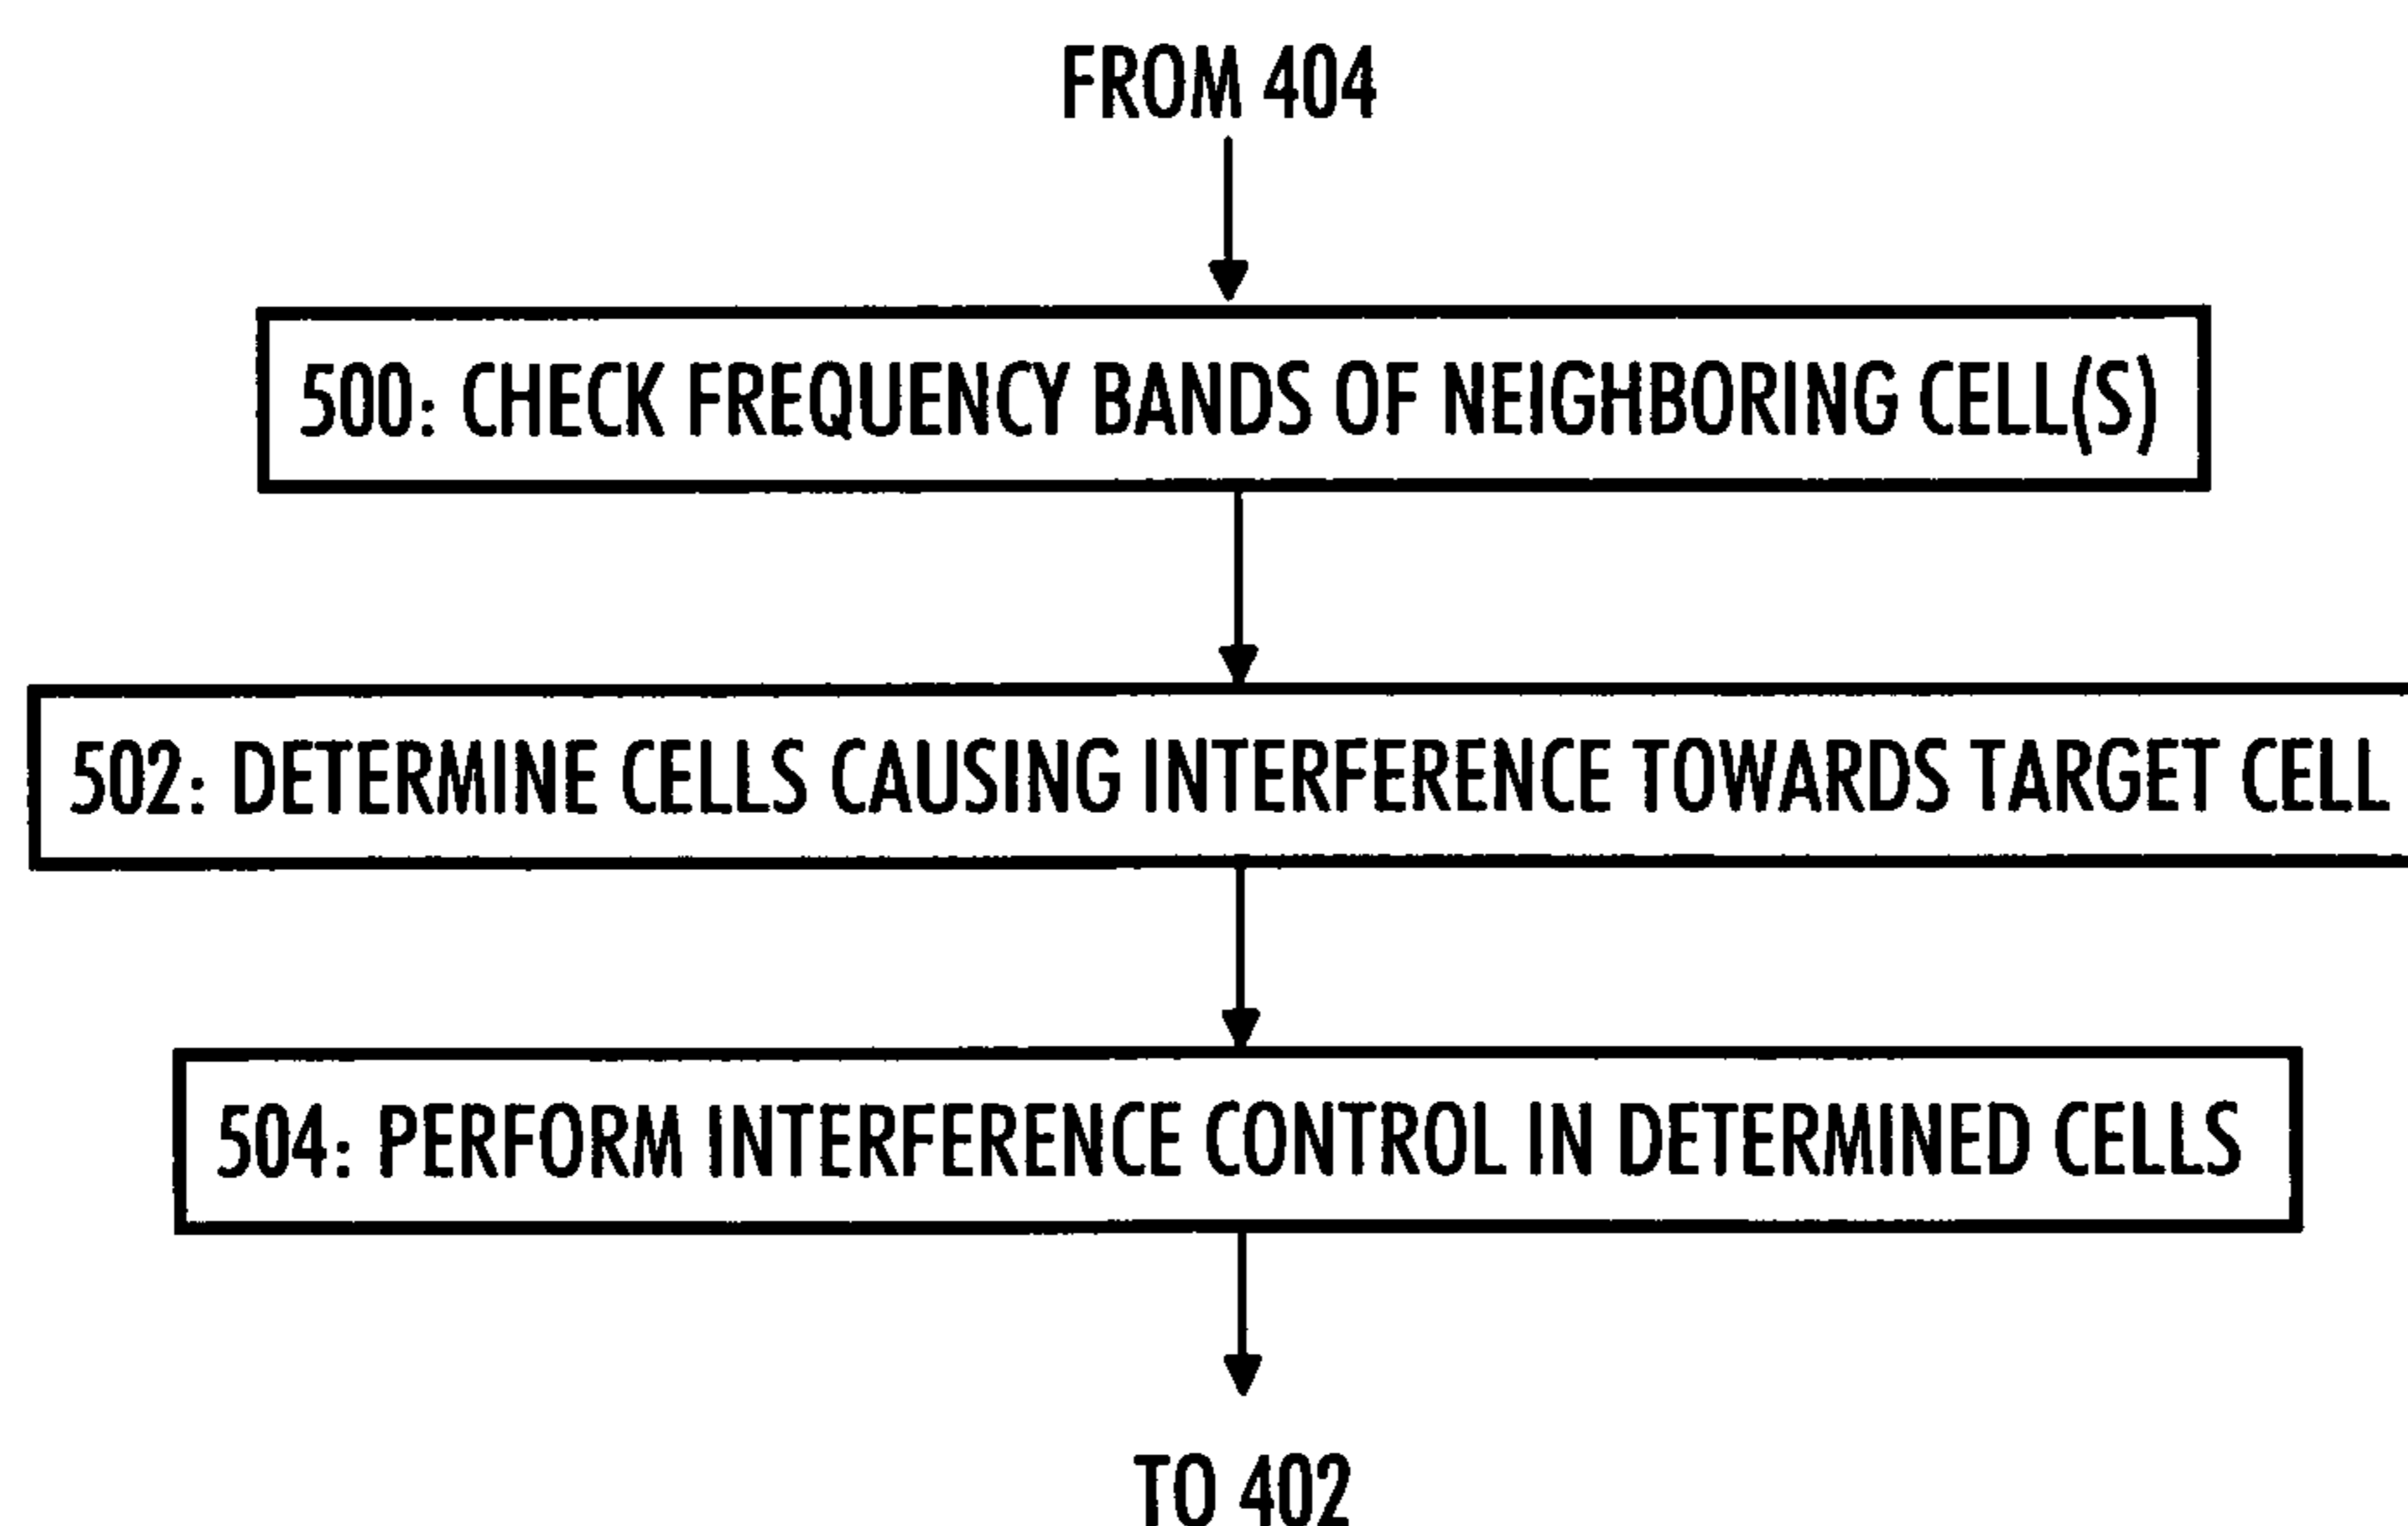 FROM 404
500: CHECK FREQUENCY BANDS OF NEIGHBORING CELL(S)
502: DETERMINE CELLS CAUSING INTERFERENCE TOWARDS TARGET CELL
504: PERFORM INTERFERENCE CONTROL IN DETERMINED CELLS
TO 402